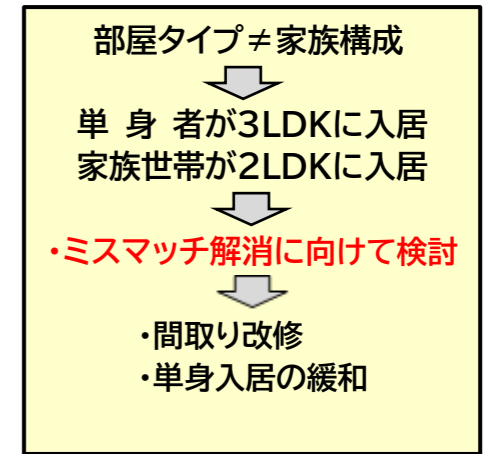 部屋タイプ≠家族構成
単 身 者が3LDKに入居
家族世帯が2LDKに入居
・ミスマッチ解消に向けて検討
・間取り改修
・単身入居の緩和